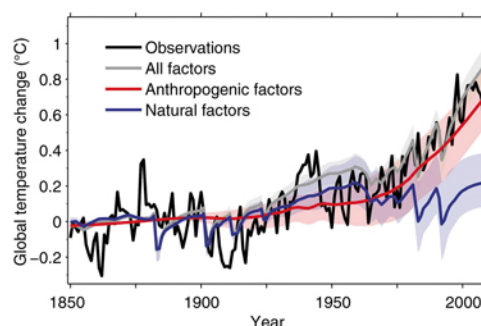 Global temperature change (°C)
1
0.8
0.6
0.4
0.2
0
−0.2
Observations
All factors
Anthropogenic factors
Natural factors
1850
1900
1950
2000
Year